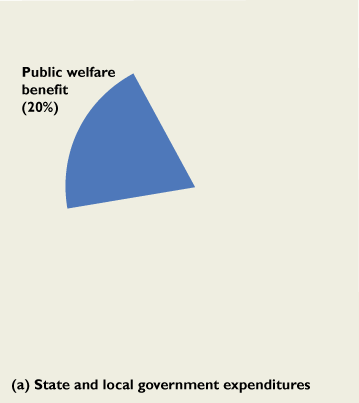 Public welfare
benefit
(20%)
(a) State and local government expenditures